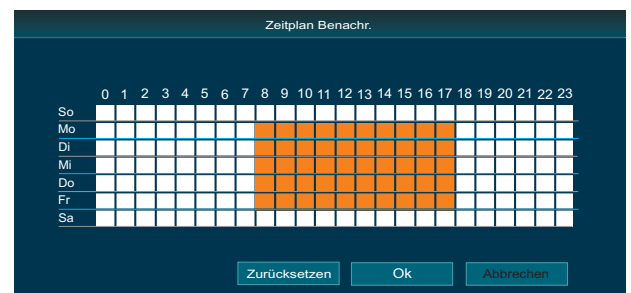 Zeitplan Benachr.
0 1 2 3 4 5 6 7 8 9 10 11 12 13 14 15 16 17 18 19 20 21 22 23
So
Mo
Di
Mi
Do
Fr
Sa
Zurücksetzen Ok Abbrechen